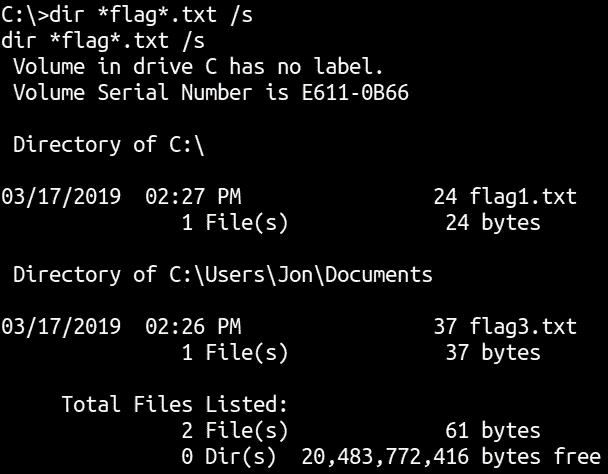 C:\>dir *flag*.txt /s
dir *flag*.txt /s
 Volume in drive C has no label.
 Volume Serial Number is E611-0B66

 Directory of C:\

03/17/2019  02:27 PM                24 flag1.txt
               1 File(s)             24 bytes

 Directory of C:\Users\Jon\Documents

03/17/2019  02:26 PM                37 flag3.txt
               1 File(s)             37 bytes

     Total Files Listed:
               2 File(s)             61 bytes
               0 Dir(s)  20,483,772,416 bytes free